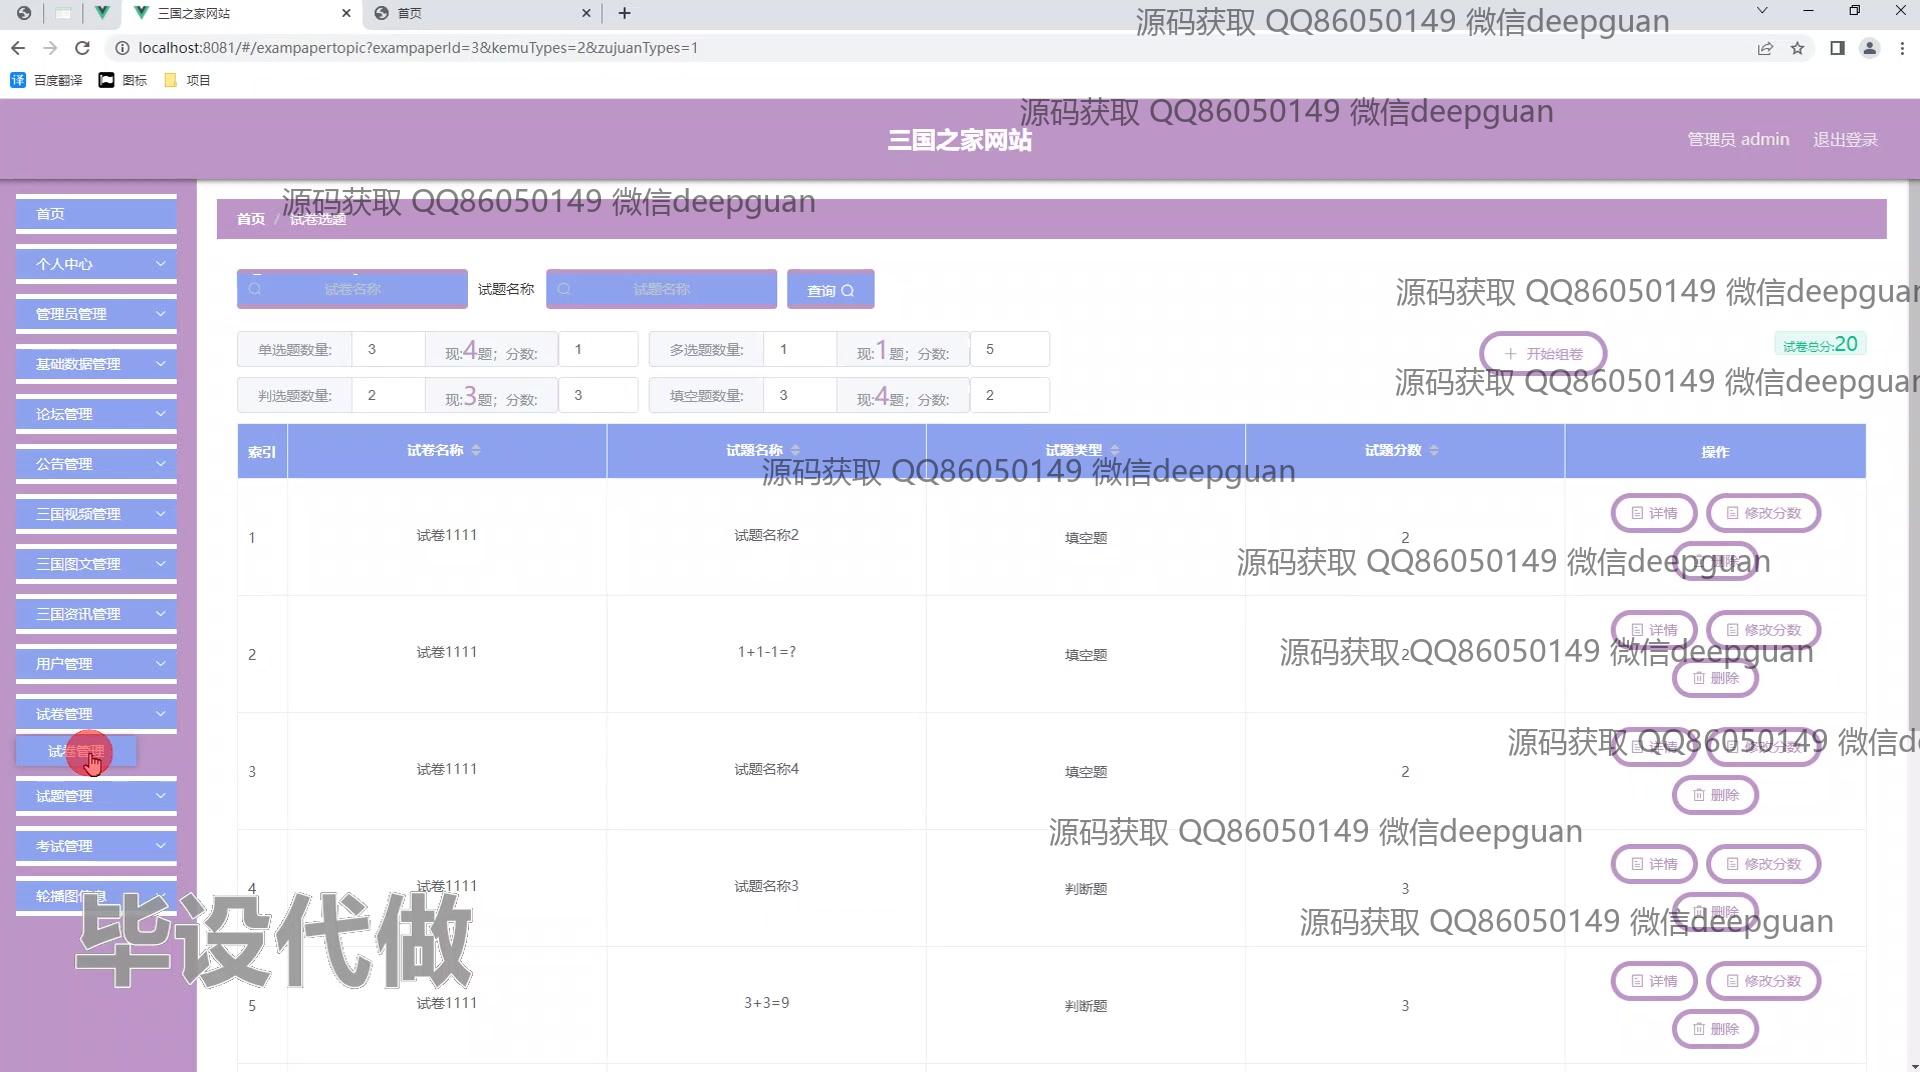 三国之家网站
首页
源码获取 QQ86050149 微信deepguan
localhost:8081/#/exampapertopic?exampaperId=3&kemuTypes=2&zujuanTypes=1
百度翻译 图标 项目
源码获取 QQ86050149 微信deepguan
三国之家网站
管理员 admin 退出登录
源码获取 QQ86050149 微信deepguan
首页 / 试卷选题
首页
个人中心
管理员管理
基础数据管理
论坛管理
公告管理
三国视频管理
三国图文管理
三国资讯管理
用户管理
试卷管理
试卷管理
试题管理
考试管理
轮播图信息
试卷名称 试题名称 试题名称 查询
源码获取 QQ86050149 微信deepguan
单选题数量: 3 现:4题；分数: 1 多选题数量: 1 现:1题；分数: 5
开始组卷 试卷总分:20
源码获取 QQ86050149 微信deepguan
判选题数量: 2 现:3题；分数: 3 填空题数量: 3 现:4题；分数: 2
索引 试卷名称 试题名称 试题类型 试题分数 操作
源码获取 QQ86050149 微信deepguan
1 试卷1111 试题名称2 填空题 2 详情 修改分数
删除
源码获取 QQ86050149 微信deepguan
2 试卷1111 1+1-1=? 填空题 2 详情 修改分数
删除
源码获取 QQ86050149 微信deepguan
3 试卷1111 试题名称4 填空题 2 详情 修改分数
删除
源码获取 QQ86050149 微信d
源码获取 QQ86050149 微信deepguan
4 试卷1111 试题名称3 判断题 3 详情 修改分数
删除
源码获取 QQ86050149 微信deepguan
5 试卷1111 3+3=9 判断题 3 详情 修改分数
删除
毕设代做